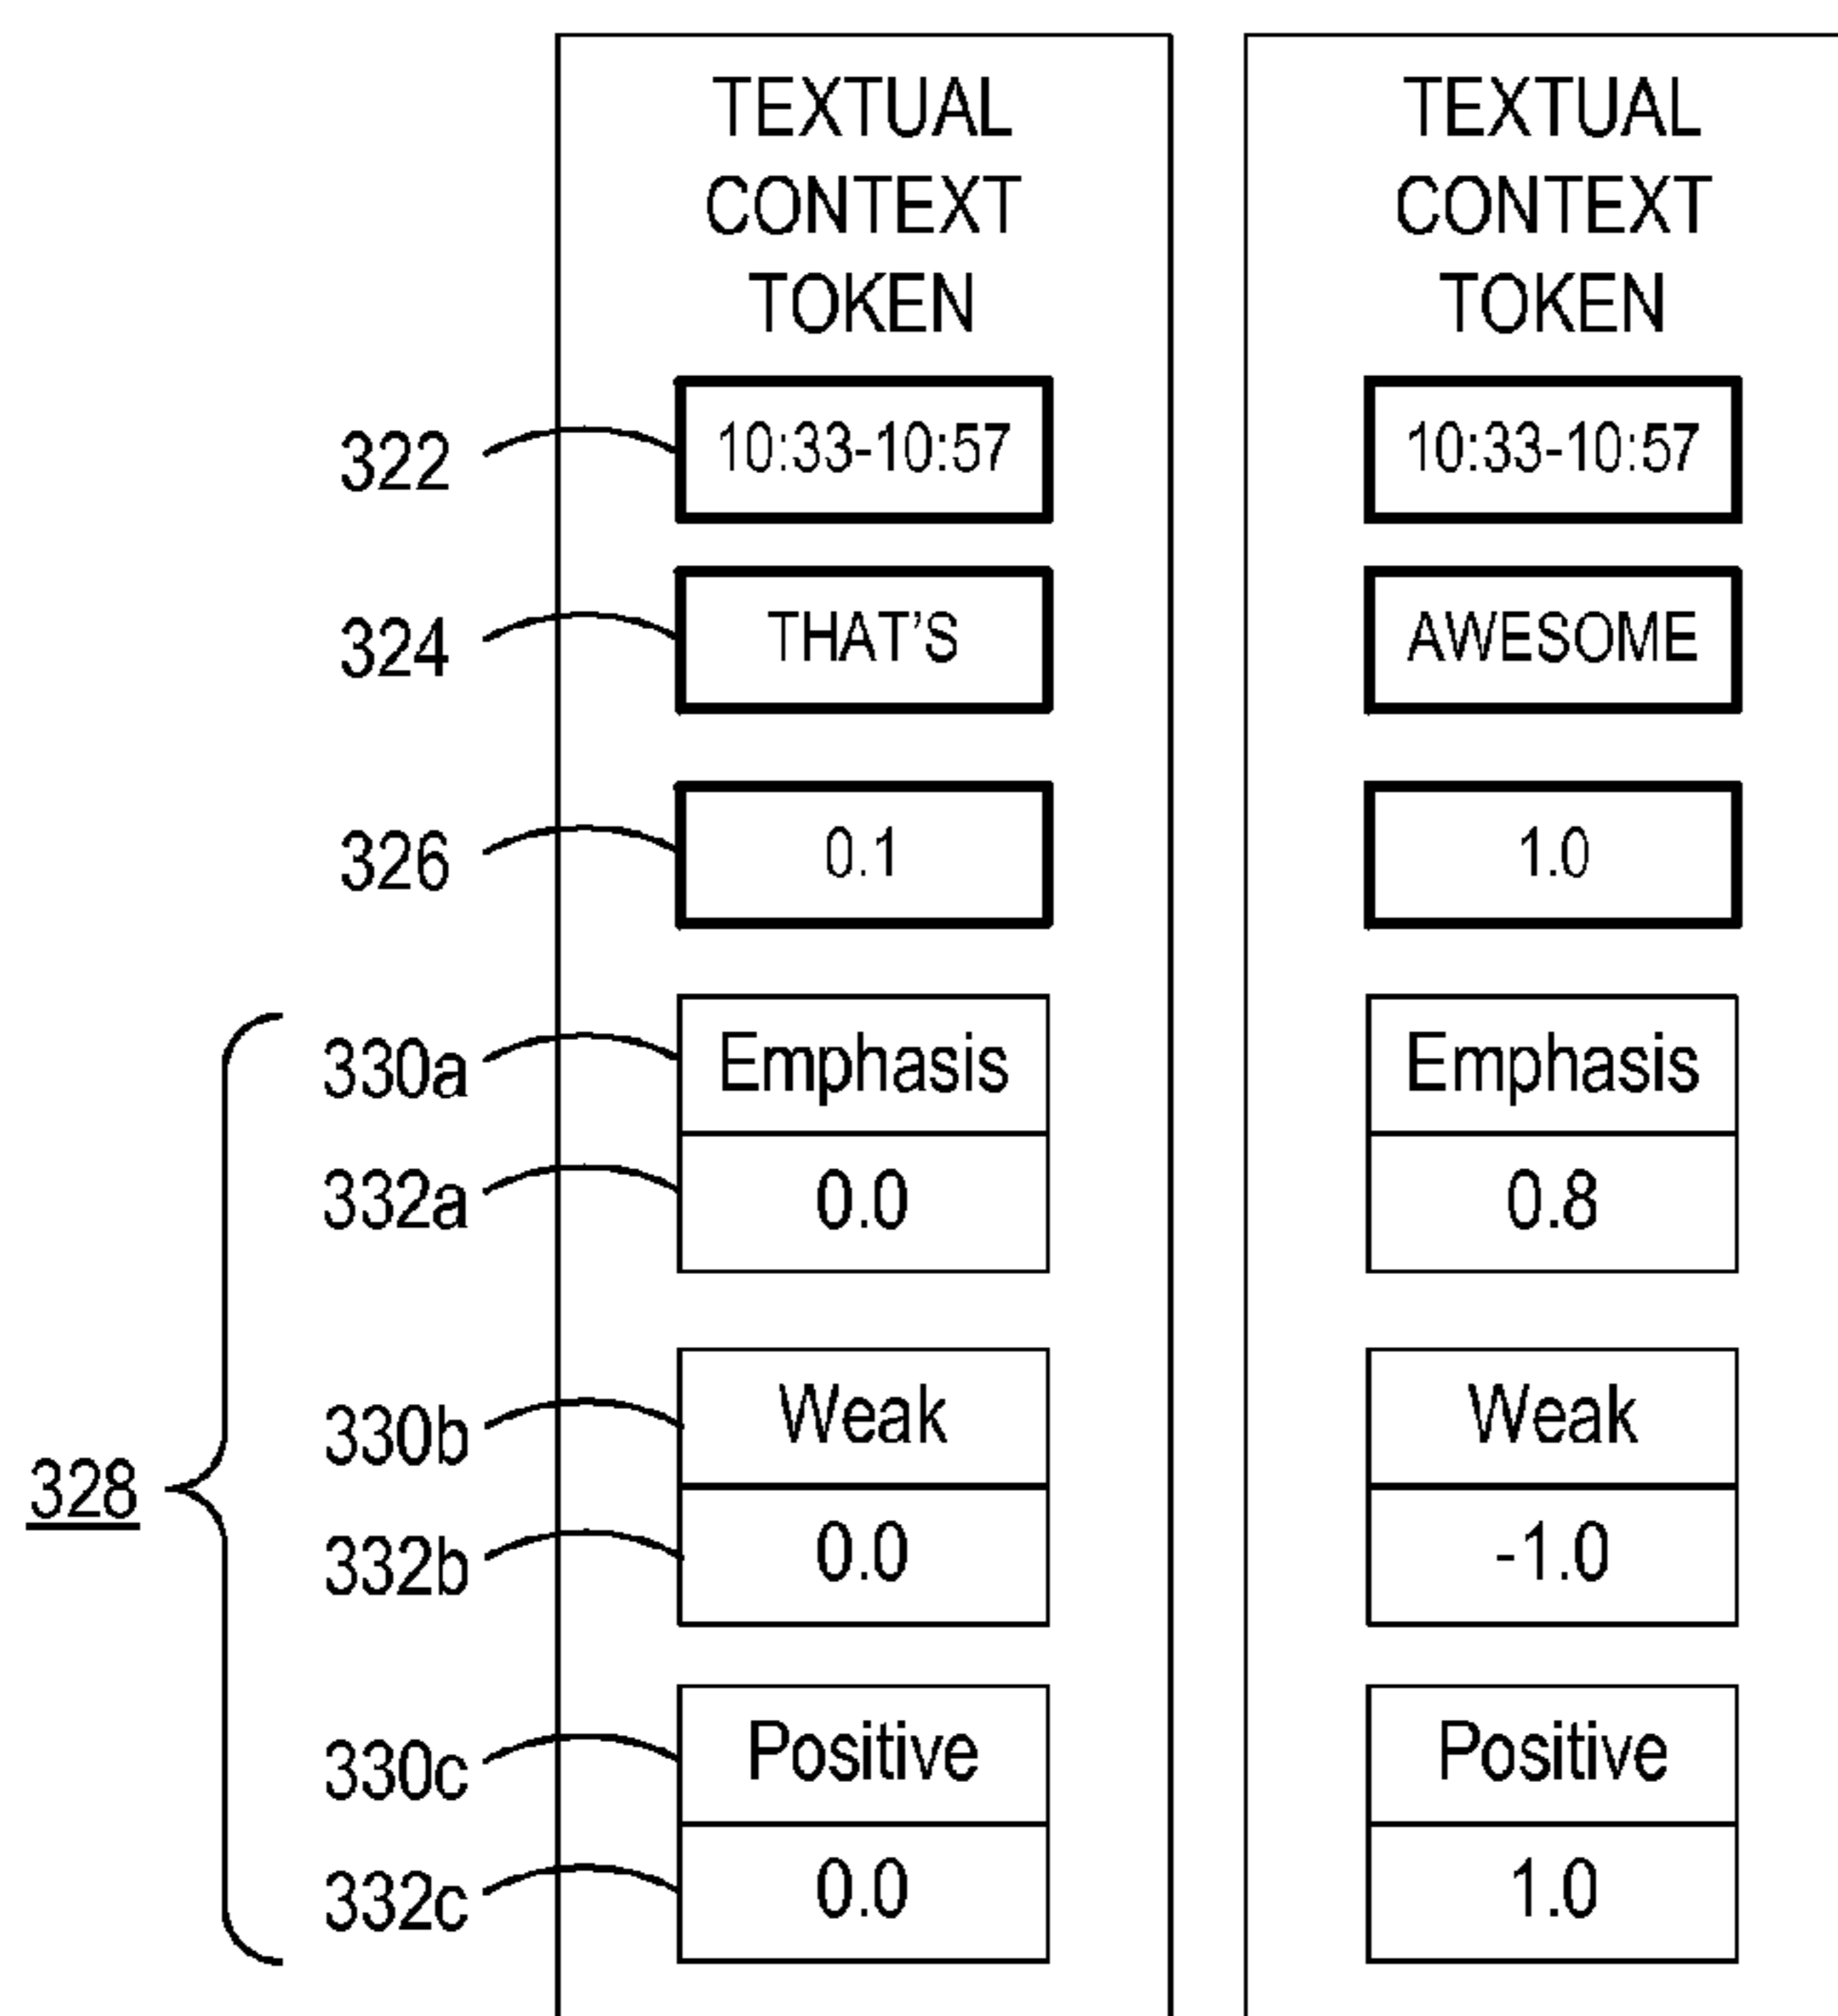 TEXTUAL CONTEXT TOKEN
TEXTUAL CONTEXT TOKEN
322 10:33-10:57 10:33-10:57
324 THAT'S AWESOME
326 0.1 1.0
328
330a Emphasis Emphasis
332a 0.0 0.8
330b Weak Weak
332b 0.0 -1.0
330c Positive Positive
332c 0.0 1.0